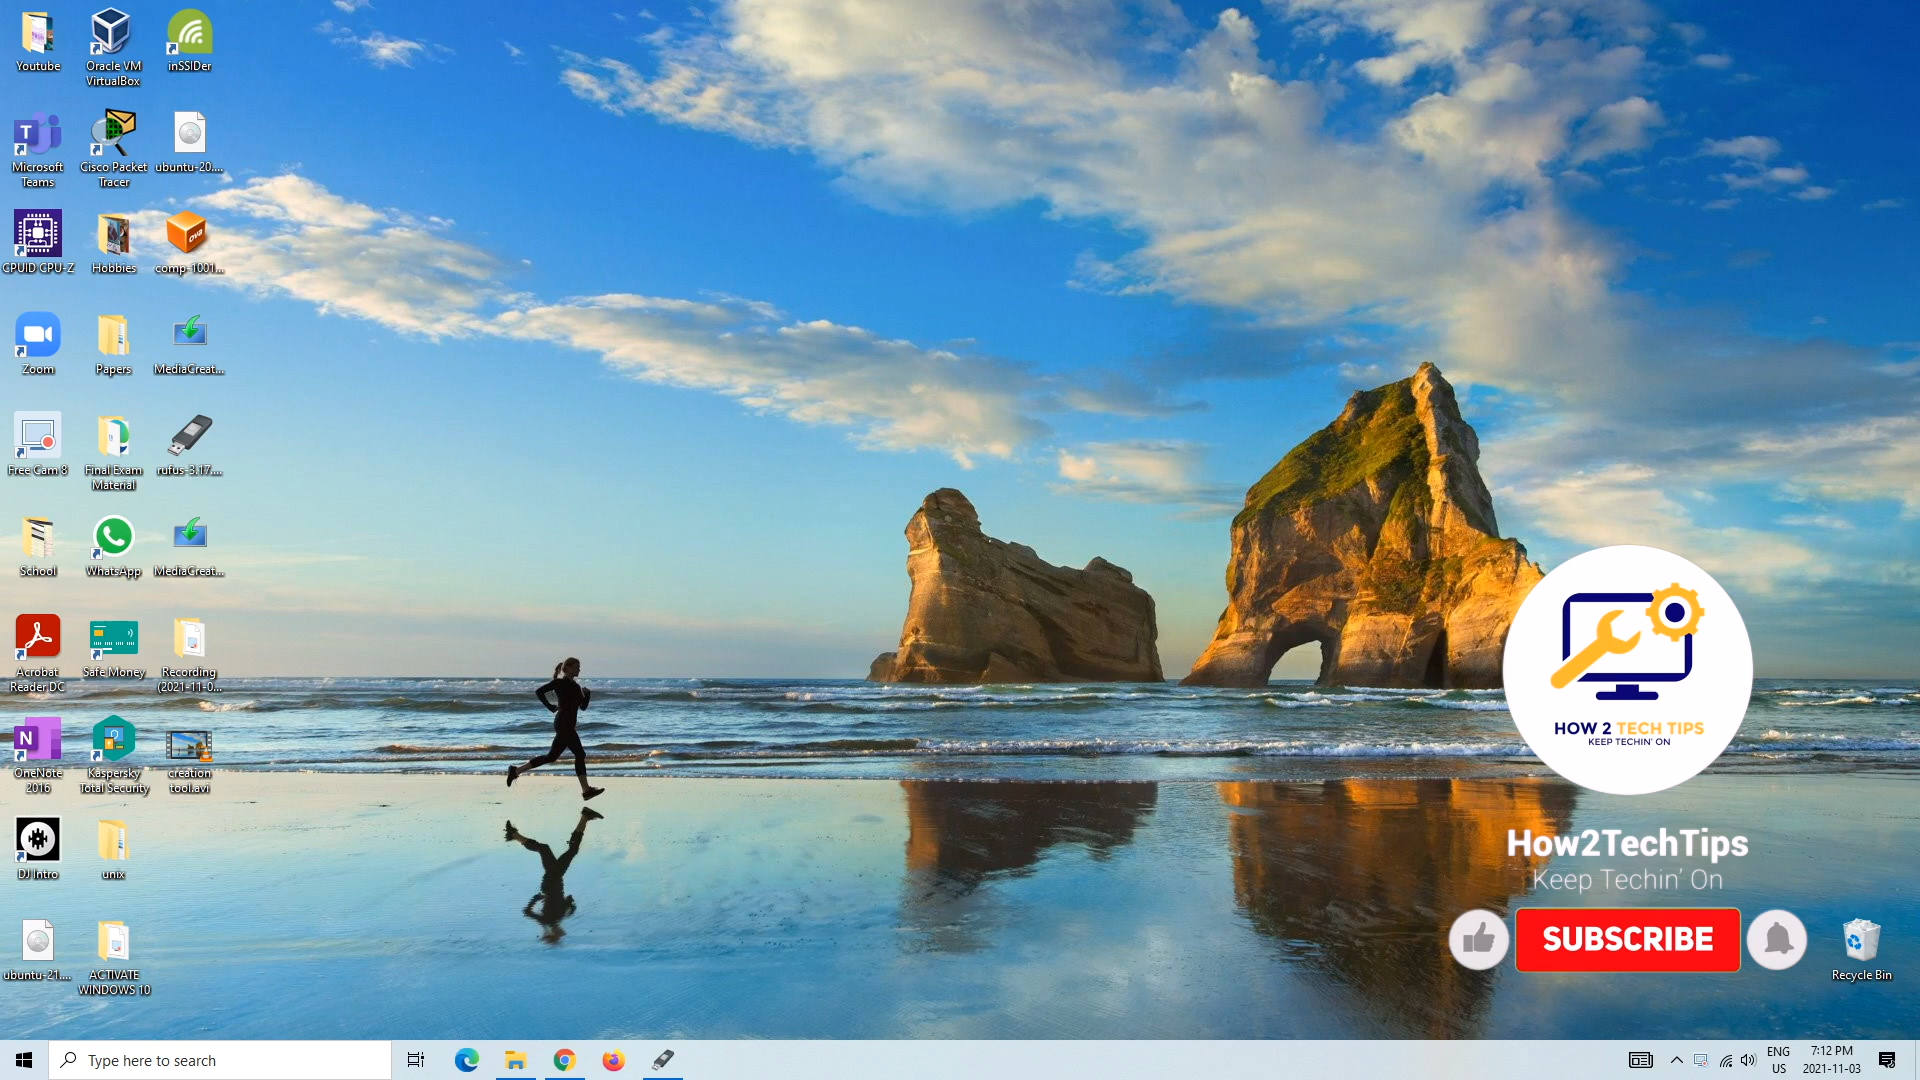 Youtube
Oracle VM
VirtualBox
inSSIDer
Microsoft
Teams
Cisco Packet
Tracer
ubuntu-20....
CPUID CPU-Z
Hobbies
ova
comp-1001...
Zoom
Papers
MediaCreat...
Free Cam 8
Final Exam
Material
rufus-3.17....
School
WhatsApp
MediaCreat...
Acrobat
Reader DC
Safe Money
Recording
(2021-11-0...
OneNote
2016
Kaspersky
Total Security
creation
tool.avi
DJ Intro
unix
ubuntu-21....
ACTIVATE
WINDOWS 10
HOW 2 TECH TIPS
KEEP TECHIN' ON
How2TechTips
Keep Techin' On
SUBSCRIBE
Recycle Bin
Type here to search
ENG
US
7:12 PM
2021-11-03